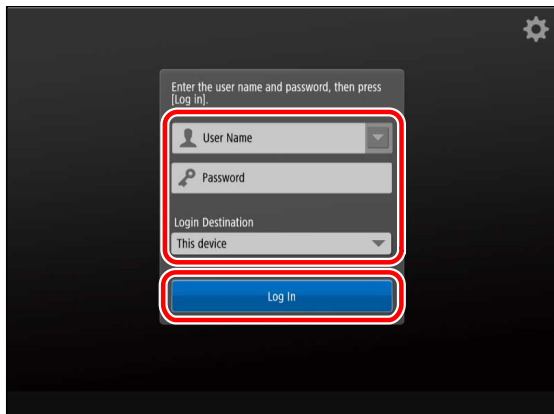 Enter the user name and password, then press
[Log in].
User Name
Password
Login Destination
This device
Log In